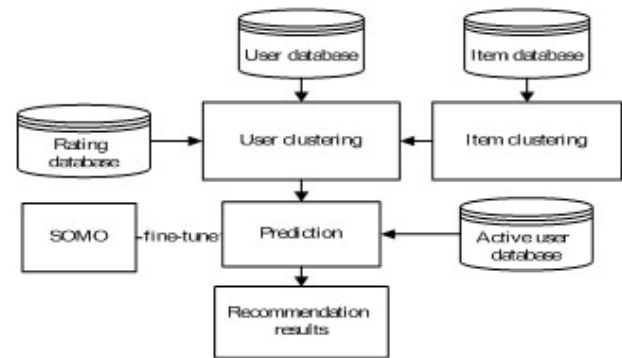 User database
Item database
Rating
database
User clustering
Item clustering
SOMO
fine-tune
Prediction
Active user
database
Recommendation
results